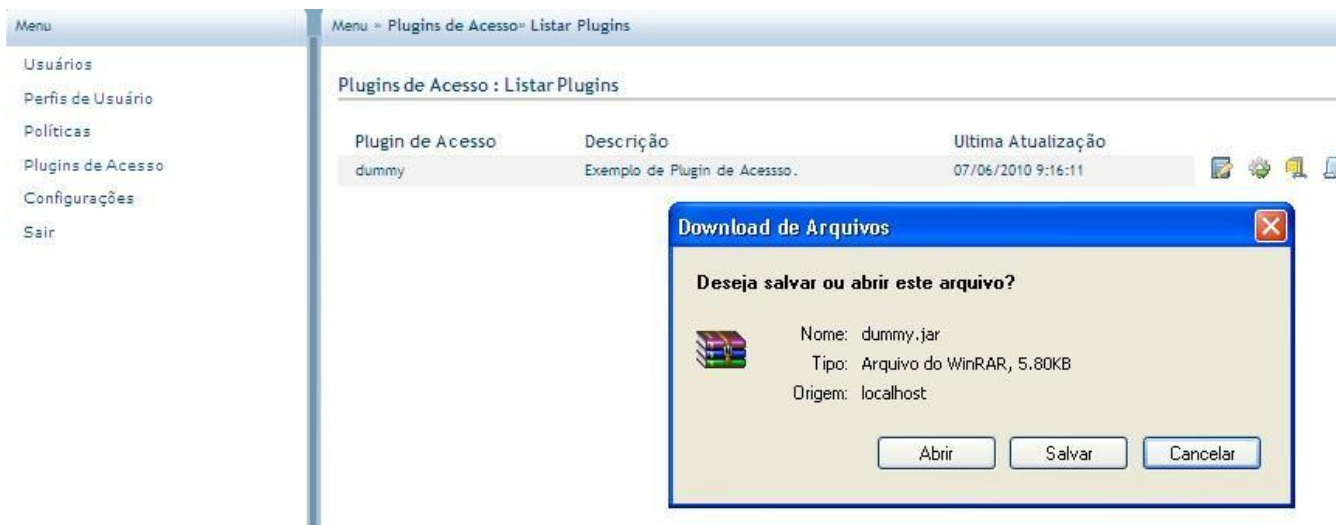 Menu
Menu » Plugins de Acesso» Listar Plugins
Usuários
Perfis de Usuário
Políticas
Plugins de Acesso
Configurações
Sair
Plugins de Acesso : Listar Plugins
Plugin de Acesso Descrição Ultima Atualização
dummy Exemplo de Plugin de Acessso. 07/06/2010 9:16:11
Download de Arquivos
Deseja salvar ou abrir este arquivo?
Nome: dummy.jar
Tipo: Arquivo do WinRAR, 5.80KB
Origem: localhost
Abrir Salvar Cancelar